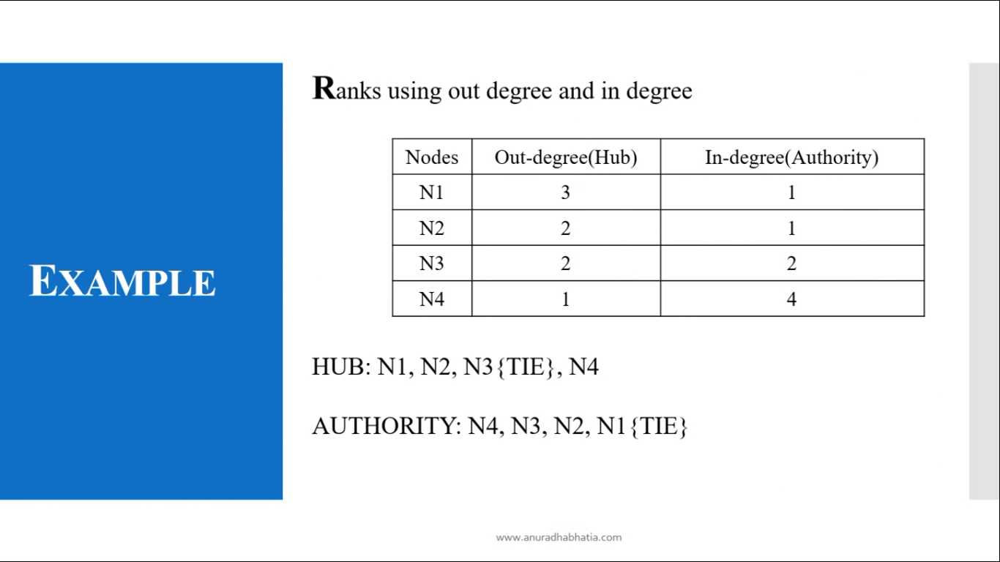 Ranks using out degree and in degree
Nodes Out-degree(Hub) In-degree(Authority)
N1 3 1
N2 2 1
N3 2 2
N4 1 4
EXAMPLE
HUB: N1, N2, N3{TIE}, N4
AUTHORITY: N4, N3, N2, N1{TIE}
www.anuradhabhatia.com